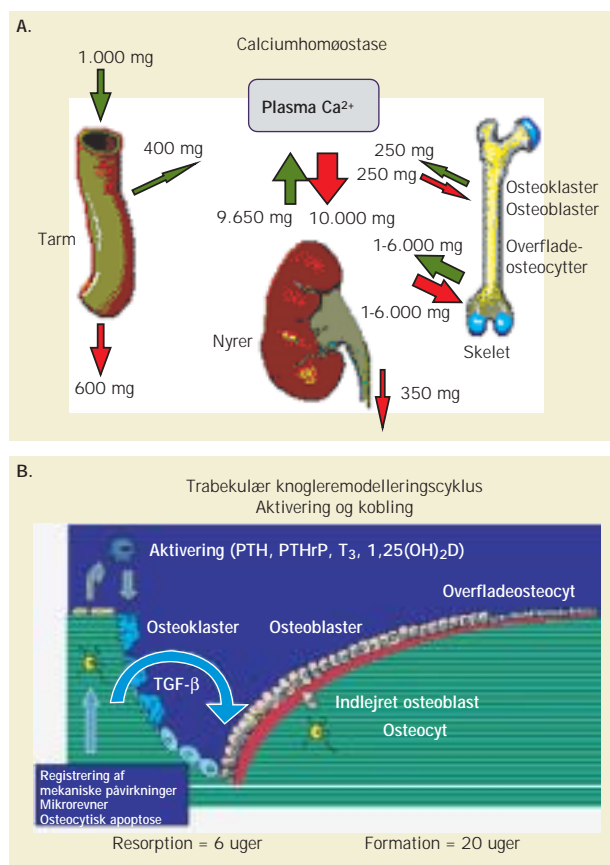 A.
Calciumhomøostase
1.000 mg
Plasma Ca²⁺
400 mg
250 mg
250 mg
Osteoklaster
Osteoblaster
9.650 mg
10.000 mg
Tarm
1-6.000 mg
Overflade-
osteocytter
1-6.000 mg
Nyrer
Skelet
600 mg
350 mg
B.
Trabekulær knogleremodelleringscyklus
Aktivering og kobling
Aktivering (PTH, PTHrP, T₃, 1,25(OH)₂D)
Overfladeosteocyt
Osteoklaster
Osteoblaster
TGF-β
Indlejret osteoblast
Osteocyt
Registrering af
mekaniske påvirkninger
Mikrorevner
Osteocytisk apoptose
Resorption = 6 uger
Formation = 20 uger